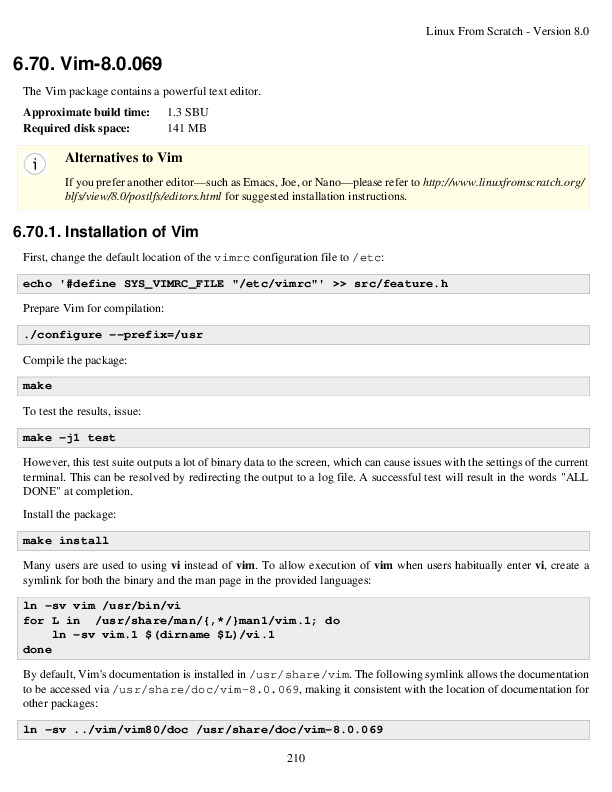 Linux From Scratch - Version 8.0
6.70. Vim-8.0.069
The Vim package contains a powerful text editor.
Approximate build time: 1.3 SBU
Required disk space: 141 MB
Alternatives to Vim
If you prefer another editor—such as Emacs, Joe, or Nano—please refer to http://www.linuxfromscratch.org/
blfs/view/8.0/postlfs/editors.html for suggested installation instructions.
6.70.1. Installation of Vim
First, change the default location of the vimrc configuration file to /etc:
echo '#define SYS_VIMRC_FILE "/etc/vimrc"' >> src/feature.h
Prepare Vim for compilation:
./configure --prefix=/usr
Compile the package:
make
To test the results, issue:
make -j1 test
However, this test suite outputs a lot of binary data to the screen, which can cause issues with the settings of the current
terminal. This can be resolved by redirecting the output to a log file. A successful test will result in the words "ALL
DONE" at completion.
Install the package:
make install
Many users are used to using vi instead of vim. To allow execution of vim when users habitually enter vi, create a
symlink for both the binary and the man page in the provided languages:
ln -sv vim /usr/bin/vi
for L in  /usr/share/man/{,*/}man1/vim.1; do
    ln -sv vim.1 $(dirname $L)/vi.1
done
By default, Vim's documentation is installed in /usr/share/vim. The following symlink allows the documentation
to be accessed via /usr/share/doc/vim-8.0.069, making it consistent with the location of documentation for
other packages:
ln -sv ../vim/vim80/doc /usr/share/doc/vim-8.0.069
210